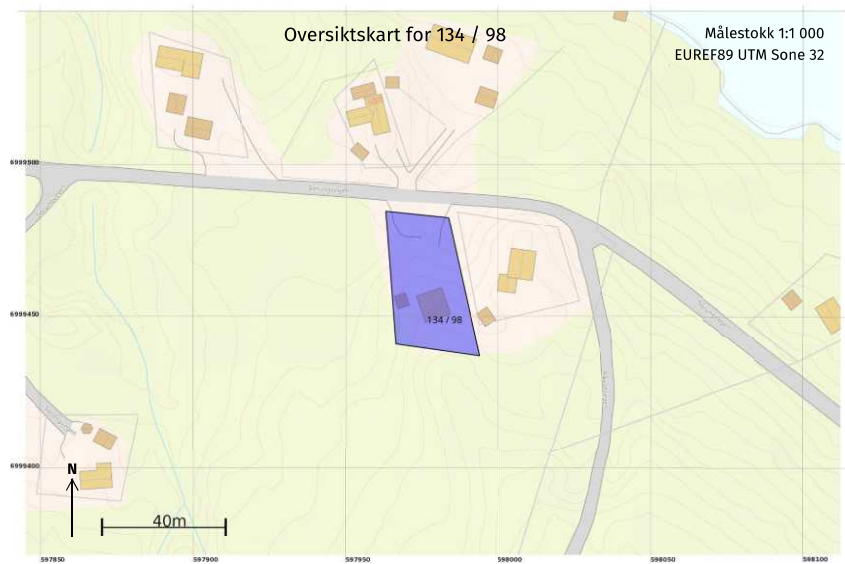 Oversiktskart for 134 / 98
Målestokk 1:1 000
EUREF89 UTM Sone 32
6999500
6999450
134 / 98
6999400
N
40m
597850
597900
597950
598000
598050
598100